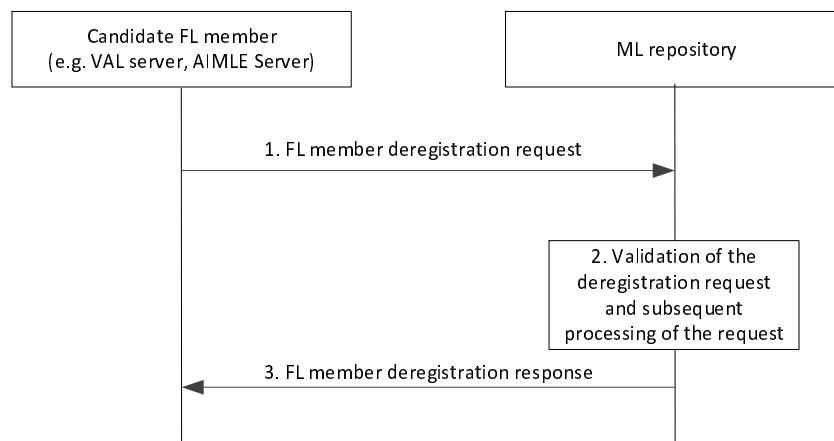 Candidate FL member
(e.g. VAL server, AIMLE Server)
ML repository
1. FL member deregistration request
2. Validation of the
deregistration request
and subsequent
processing of the request
3. FL member deregistration response